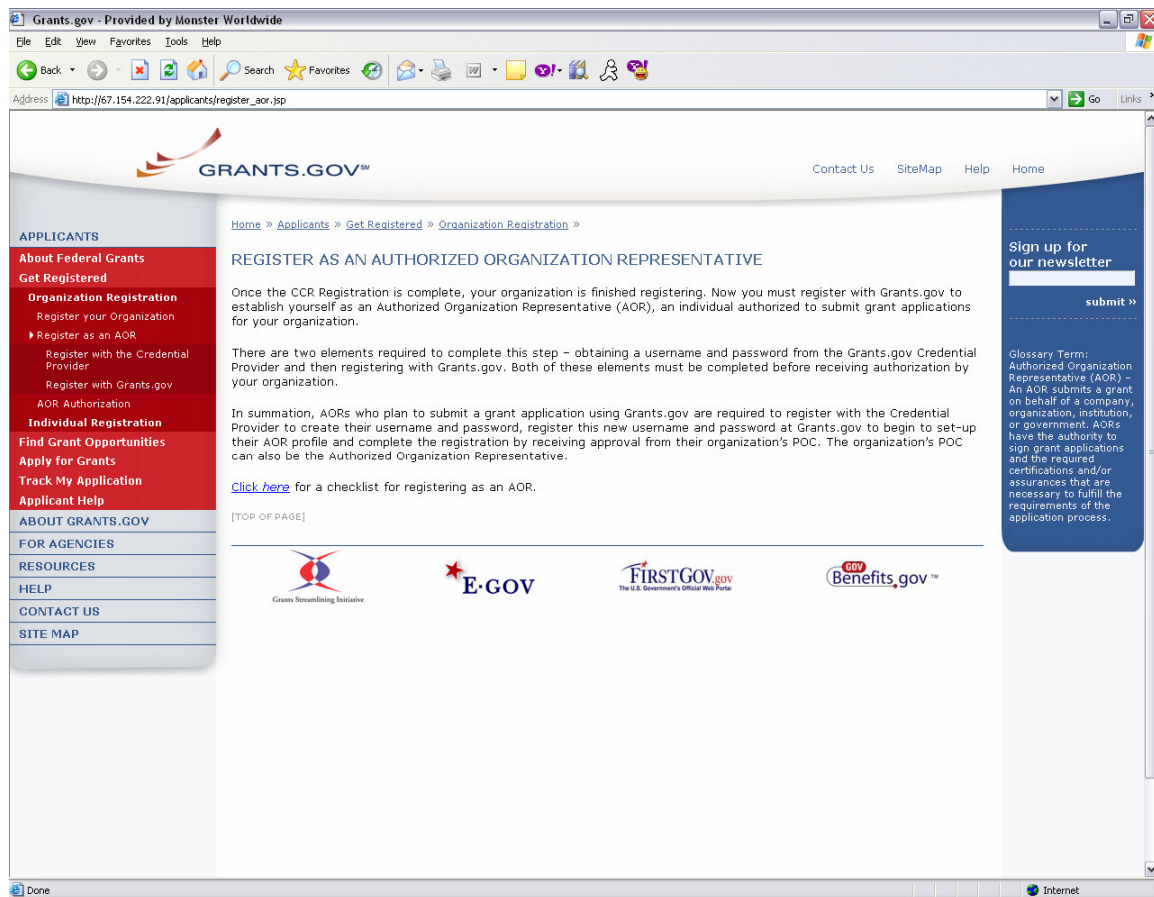 Grants.gov - Provided by Monster Worldwide
File Edit View Favorites Tools Help
Back Search Favorites
Address http://67.154.222.91/applicants/register_aor.jsp Go Links
GRANTS.GOV℠
Contact Us SiteMap Help Home
APPLICANTS
About Federal Grants
Get Registered
Organization Registration
Register your Organization
Register as an AOR
Register with the Credential
Provider
Register with Grants.gov
AOR Authorization
Individual Registration
Find Grant Opportunities
Apply for Grants
Track My Application
Applicant Help
ABOUT GRANTS.GOV
FOR AGENCIES
RESOURCES
HELP
CONTACT US
SITE MAP
Home » Applicants » Get Registered » Organization Registration »
REGISTER AS AN AUTHORIZED ORGANIZATION REPRESENTATIVE
Once the CCR Registration is complete, your organization is finished registering. Now you must register with Grants.gov to
establish yourself as an Authorized Organization Representative (AOR), an individual authorized to submit grant applications
for your organization.
There are two elements required to complete this step – obtaining a username and password from the Grants.gov Credential
Provider and then registering with Grants.gov. Both of these elements must be completed before receiving authorization by
your organization.
In summation, AORs who plan to submit a grant application using Grants.gov are required to register with the Credential
Provider to create their username and password, register this new username and password at Grants.gov to begin to set-up
their AOR profile and complete the registration by receiving approval from their organization's POC. The organization's POC
can also be the Authorized Organization Representative.
Click here for a checklist for registering as an AOR.
[TOP OF PAGE]
Grants Streamlining Initiative
E·GOV
FIRSTGOV.gov
The U.S. Government's Official Web Portal
GOV
Benefits.gov ™
Sign up for
our newsletter
submit »
Glossary Term:
Authorized Organization
Representative (AOR) –
An AOR submits a grant
on behalf of a company,
organization, institution,
or government. AORs
have the authority to
sign grant applications
and the required
certifications and/or
assurances that are
necessary to fulfill the
requirements of the
application process.
Done Internet